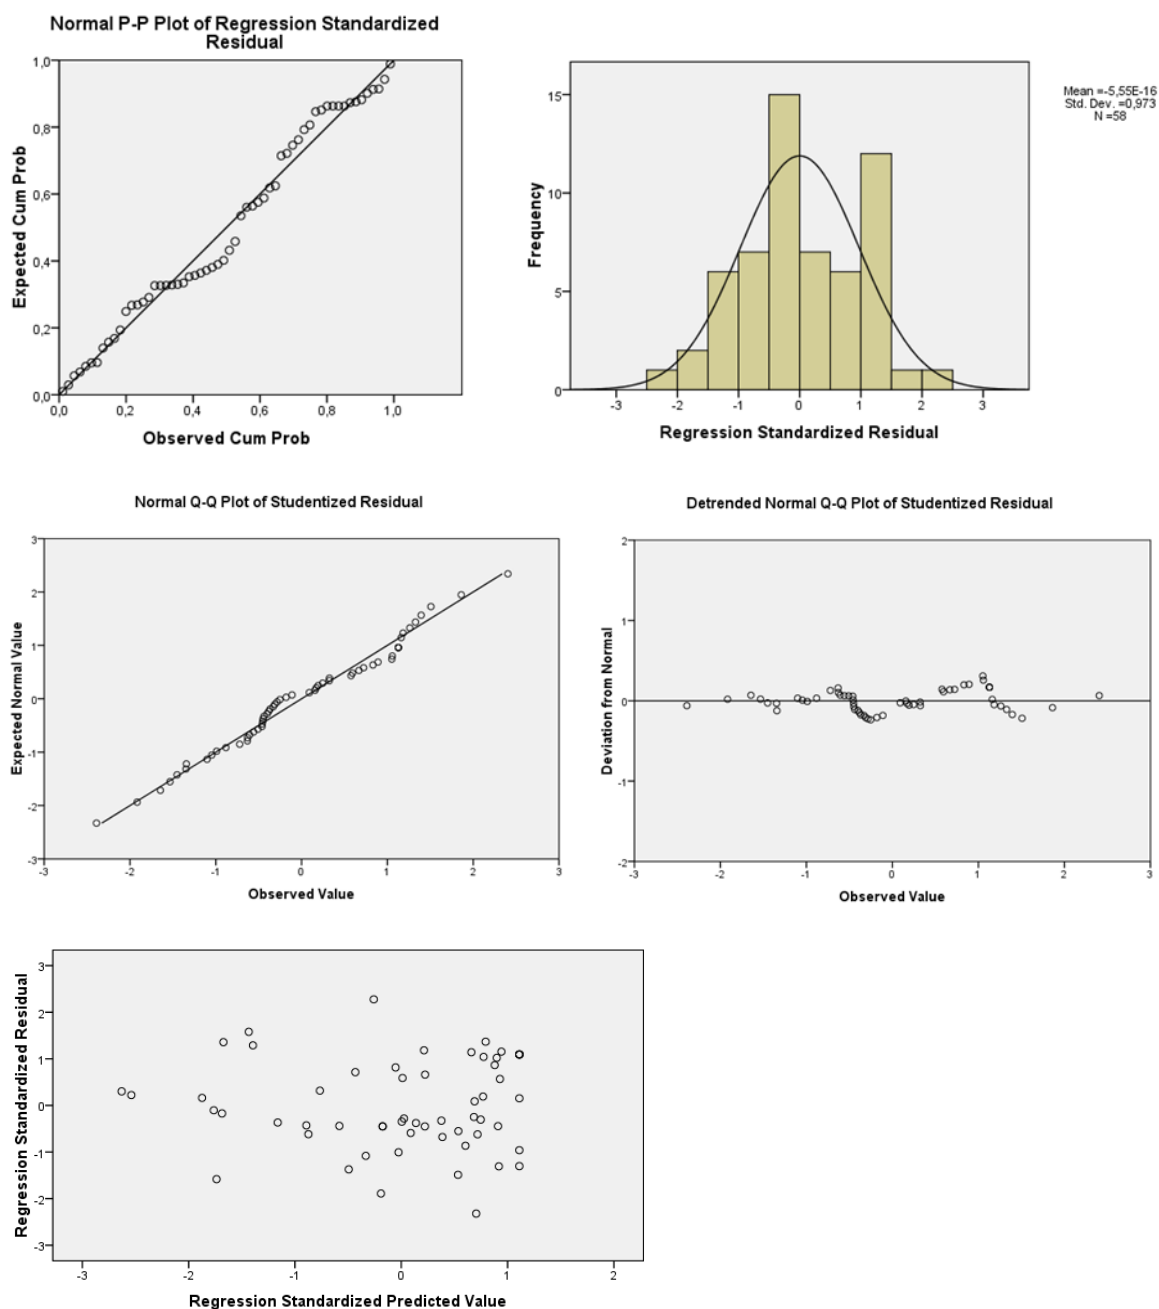 Normal P-P Plot of Regression Standardized
Residual
1,0
0,8
0,6
0,4
0,2
0,0
Expected Cum Prob
0,0 0,2 0,4 0,6 0,8 1,0
Observed Cum Prob
15
10
5
0
Frequency
-3 -2 -1 0 1 2 3
Regression Standardized Residual
Mean =-5,55E-16
Std. Dev. =0,973
N =58
Normal Q-Q Plot of Studentized Residual
3
2
1
0
-1
-2
-3
Expected Normal Value
-3 -2 -1 0 1 2 3
Observed Value
Detrended Normal Q-Q Plot of Studentized Residual
2
1
0
-1
-2
Deviation from Normal
-3 -2 -1 0 1 2 3
Observed Value
3
2
1
0
-1
-2
-3
Regression Standardized Residual
-3 -2 -1 0 1 2
Regression Standardized Predicted Value